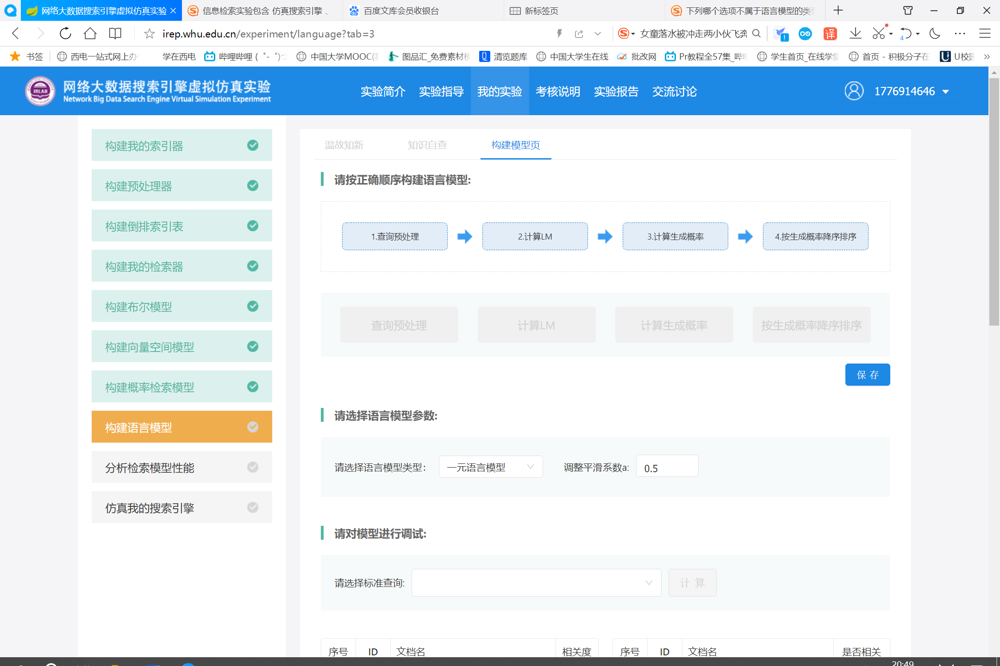 网络大数据搜索引擎虚拟仿真实验
信息检索实验包含 仿真搜索引擎 、
百度文库会员收银台
新标签页
下列哪个选项不属于语言模型的类
irep.whu.edu.cn/experiment/language?tab=3
女童落水被冲走两小伙飞奔
译
4
书签
西电一站式网上办
学在西电
哔哩哔哩 ( ゜- ゜)つ
中国大学MOOC(
图品汇_免费素材模
清览题库
中国大学生在线
批改网
Pr教程全57集_哔
学生首页_在线学堂
首页 - 积极分子在
U校园
IRLAB
网络大数据搜索引擎虚拟仿真实验
Network Big Data Search Engine Virtual Simulation Experiment
实验简介
实验指导
我的实验
考核说明
实验报告
交流讨论
1776914646
构建我的索引器
构建预处理器
构建倒排索引表
构建我的检索器
构建布尔模型
构建向量空间模型
构建概率检索模型
构建语言模型
分析检索模型性能
仿真我的搜索引擎
温故知新
知识自查
构建模型页
请按正确顺序构建语言模型:
1.查询预处理
2.计算LM
3.计算生成概率
4.按生成概率降序排序
查询预处理
计算LM
计算生成概率
按生成概率降序排序
保 存
请选择语言模型参数:
请选择语言模型类型：
一元语言模型
调整平滑系数a:
0.5
请对模型进行调试:
请选择标准查询:
计 算
序号
ID
文档名
相关度
序号
ID
文档名
是否相关
20:49